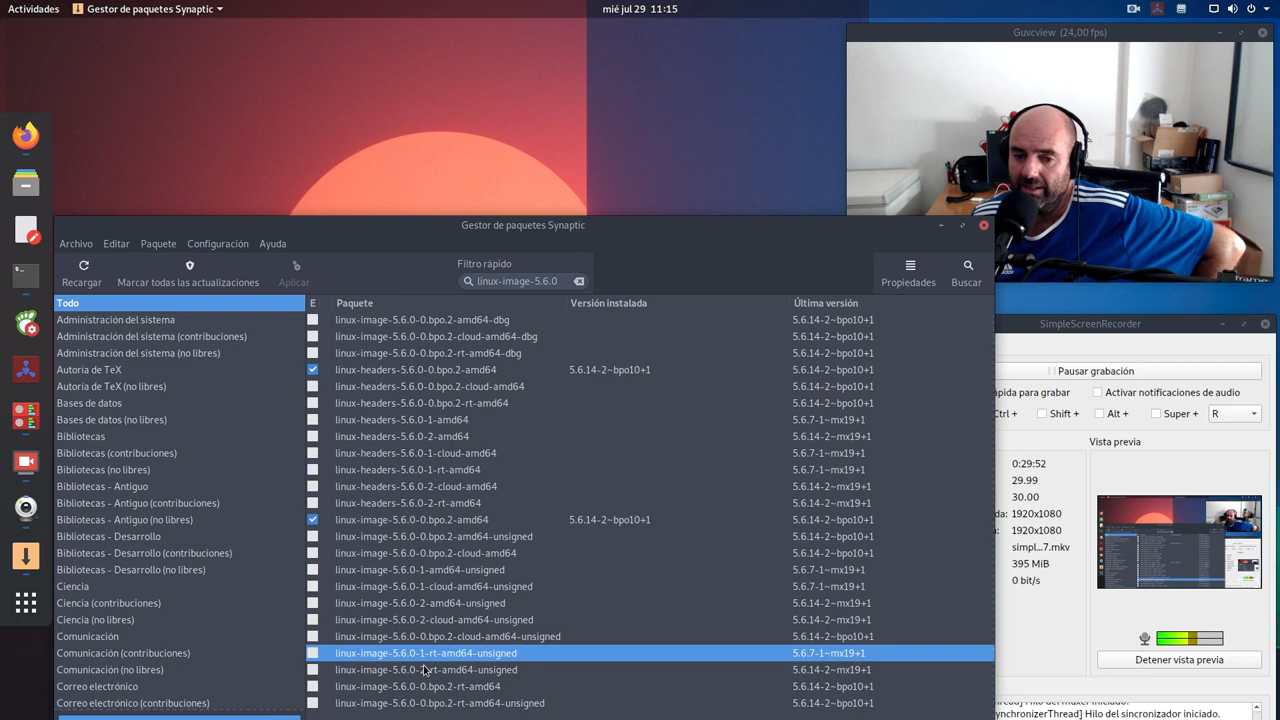 Actividades
Gestor de paquetes Synaptic
mié jul 29 11:15
Guvcview (24,00 fps)
Gestor de paquetes Synaptic
Archivo Editar Paquete Configuración Ayuda
Filtro rápido
linux-image-5.6.0
Recargar Marcar todas las actualizaciones Aplicar Propiedades Buscar
Todo
Administración del sistema
Administración del sistema (contribuciones)
Administración del sistema (no libres)
Autoría de TeX
Autoría de TeX (no libres)
Bases de datos
Bases de datos (no libres)
Bibliotecas
Bibliotecas (contribuciones)
Bibliotecas (no libres)
Bibliotecas - Antiguo
Bibliotecas - Antiguo (contribuciones)
Bibliotecas - Antiguo (no libres)
Bibliotecas - Desarrollo
Bibliotecas - Desarrollo (contribuciones)
Bibliotecas - Desarrollo (no libres)
Ciencia
Ciencia (contribuciones)
Ciencia (no libres)
Comunicación
Comunicación (contribuciones)
Comunicación (no libres)
Correo electrónico
Correo electrónico (contribuciones)
E Paquete Versión instalada Última versión
linux-image-5.6.0-0.bpo.2-amd64-dbg 5.6.14-2~bpo10+1
linux-image-5.6.0-0.bpo.2-cloud-amd64-dbg 5.6.14-2~bpo10+1
linux-image-5.6.0-0.bpo.2-rt-amd64-dbg 5.6.14-2~bpo10+1
linux-headers-5.6.0-0.bpo.2-amd64 5.6.14-2~bpo10+1 5.6.14-2~bpo10+1
linux-headers-5.6.0-0.bpo.2-cloud-amd64 5.6.14-2~bpo10+1
linux-headers-5.6.0-0.bpo.2-rt-amd64 5.6.14-2~bpo10+1
linux-headers-5.6.0-1-amd64 5.6.7-1~mx19+1
linux-headers-5.6.0-2-amd64 5.6.14-2~mx19+1
linux-headers-5.6.0-1-cloud-amd64 5.6.7-1~mx19+1
linux-headers-5.6.0-1-rt-amd64 5.6.7-1~mx19+1
linux-headers-5.6.0-2-cloud-amd64 5.6.14-2~mx19+1
linux-headers-5.6.0-2-rt-amd64 5.6.14-2~mx19+1
linux-image-5.6.0-0.bpo.2-amd64 5.6.14-2~bpo10+1 5.6.14-2~bpo10+1
linux-image-5.6.0-0.bpo.2-amd64-unsigned 5.6.14-2~bpo10+1
linux-image-5.6.0-0.bpo.2-cloud-amd64 5.6.14-2~bpo10+1
linux-image-5.6.0-1-amd64-unsigned 5.6.7-1~mx19+1
linux-image-5.6.0-1-cloud-amd64-unsigned 5.6.7-1~mx19+1
linux-image-5.6.0-2-amd64-unsigned 5.6.14-2~mx19+1
linux-image-5.6.0-2-cloud-amd64-unsigned 5.6.14-2~mx19+1
linux-image-5.6.0-0.bpo.2-cloud-amd64-unsigned 5.6.14-2~bpo10+1
linux-image-5.6.0-1-rt-amd64-unsigned 5.6.7-1~mx19+1
linux-image-5.6.0-2-rt-amd64-unsigned 5.6.14-2~mx19+1
linux-image-5.6.0-0.bpo.2-rt-amd64 5.6.14-2~bpo10+1
linux-image-5.6.0-0.bpo.2-rt-amd64-unsigned 5.6.14-2~bpo10+1
SimpleScreenRecorder
Pausar grabación
ápida para grabar Activar notificaciones de audio
Ctrl + Shift + Alt + Super + R
Vista previa
0:29:52
29.99
30.00
1920x1080
1920x1080
simpl...7.mkv
395 MiB
0 bit/s
Detener vista previa
ynchronizerThread] Hilo del sincronizador iniciado.